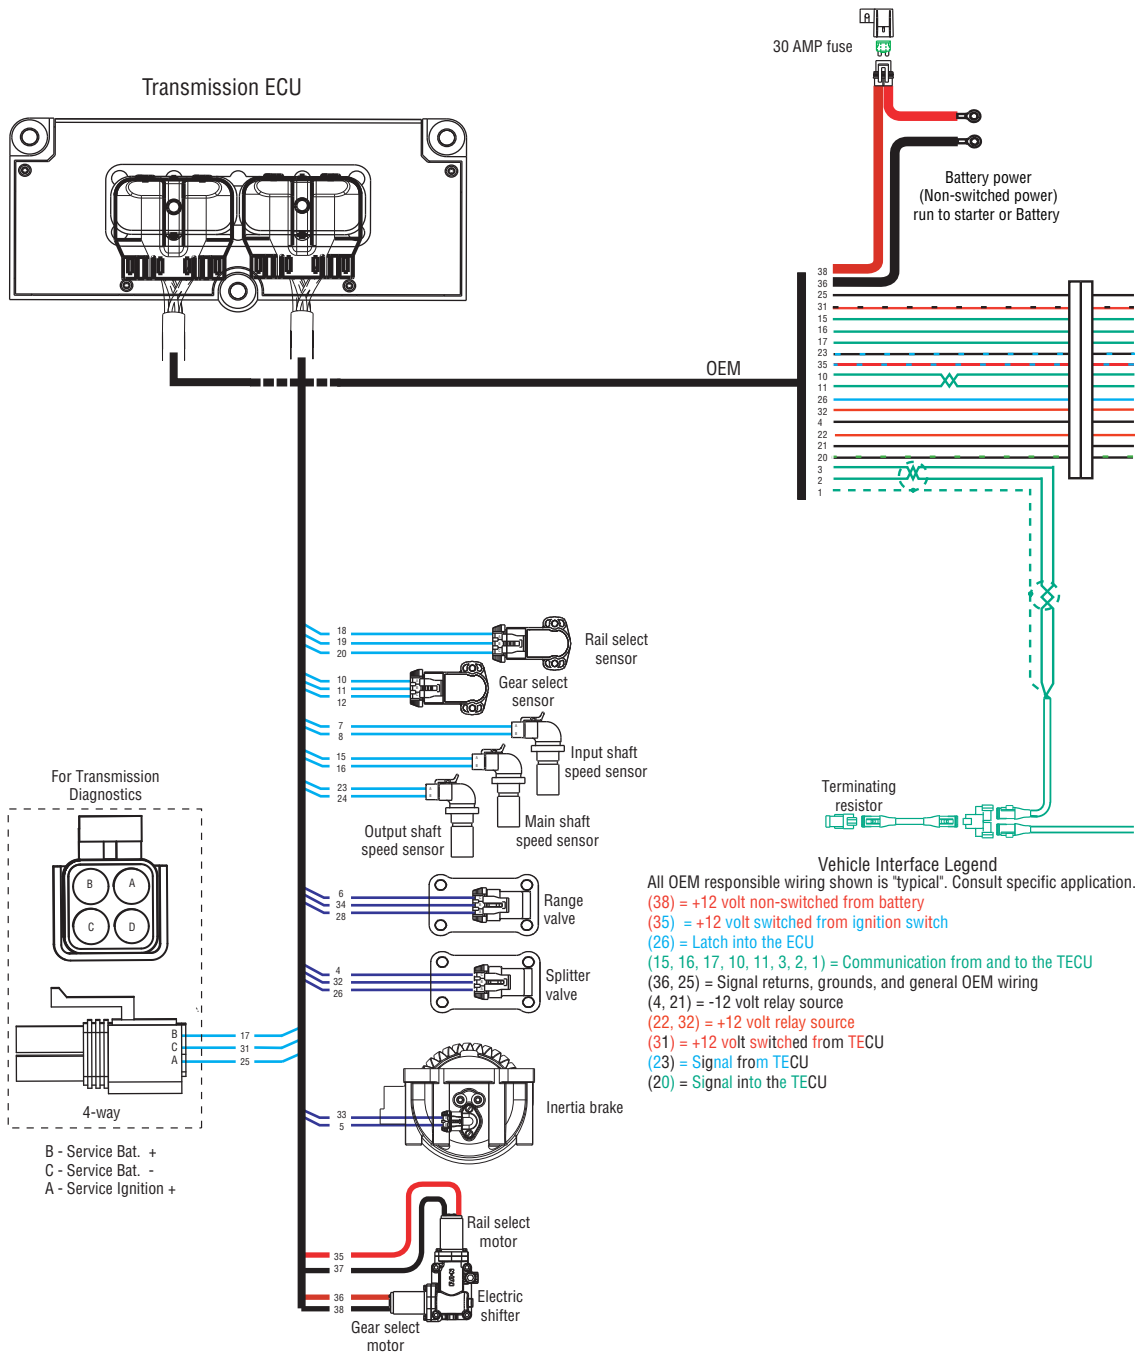 30 AMP fuse
Transmission ECU
Battery power
(Non-switched power)
run to starter or Battery
38
36
25
31
15
16
17
23
35
10
11
26
32
4
22
21
20
3
2
1
OEM
18
19
20
Rail select
sensor
10
11
12
Gear select
sensor
7
8
Input shaft
speed sensor
15
16
Main shaft
speed sensor
23
24
Output shaft
speed sensor
6
34
28
Range
valve
4
32
26
Splitter
valve
For Transmission
Diagnostics
B
A
C
D
B
C
A
17
31
25
4-way
B - Service Bat. +
C - Service Bat. -
A - Service Ignition +
33
5
Inertia brake
35
37
Rail select
motor
36
38
Electric
shifter
Gear select
motor
Terminating
resistor
Vehicle Interface Legend
All OEM responsible wiring shown is "typical". Consult specific application.
(38) = +12 volt non-switched from battery
(35) = +12 volt switched from ignition switch
(26) = Latch into the ECU
(15, 16, 17, 10, 11, 3, 2, 1) = Communication from and to the TECU
(36, 25) = Signal returns, grounds, and general OEM wiring
(4, 21) = -12 volt relay source
(22, 32) = +12 volt relay source
(31) = +12 volt switched from TECU
(23) = Signal from TECU
(20) = Signal into the TECU